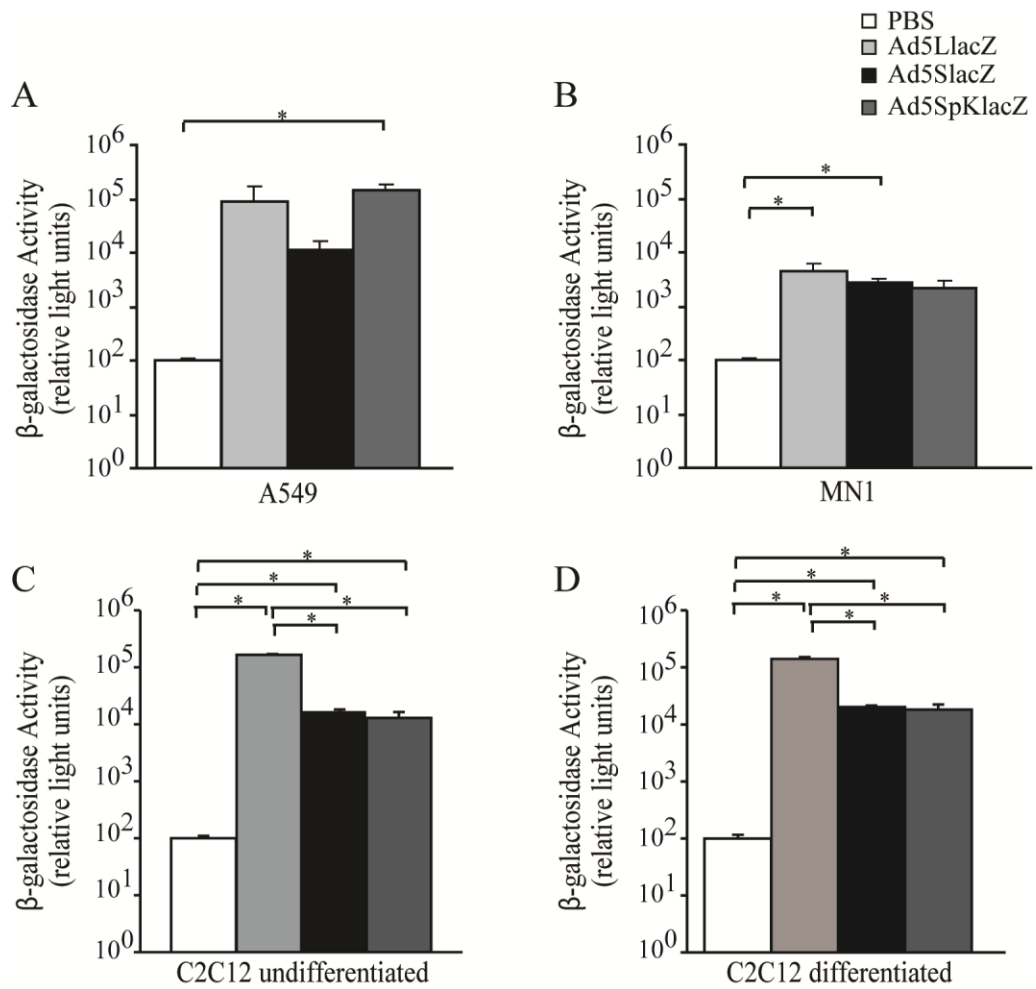 PBS
Ad5LlacZ
Ad5SlacZ
Ad5SpKlacZ
A
β-galactosidase Activity
(relative light units)
*
10^6
10^5
10^4
10^3
10^2
10^1
10^0
A549
B
β-galactosidase Activity
(relative light units)
*
*
10^6
10^5
10^4
10^3
10^2
10^1
10^0
MN1
C
β-galactosidase Activity
(relative light units)
*
*
* *
*
10^6
10^5
10^4
10^3
10^2
10^1
10^0
C2C12 undifferentiated
D
β-galactosidase Activity
(relative light units)
*
*
* *
*
10^6
10^5
10^4
10^3
10^2
10^1
10^0
C2C12 differentiated